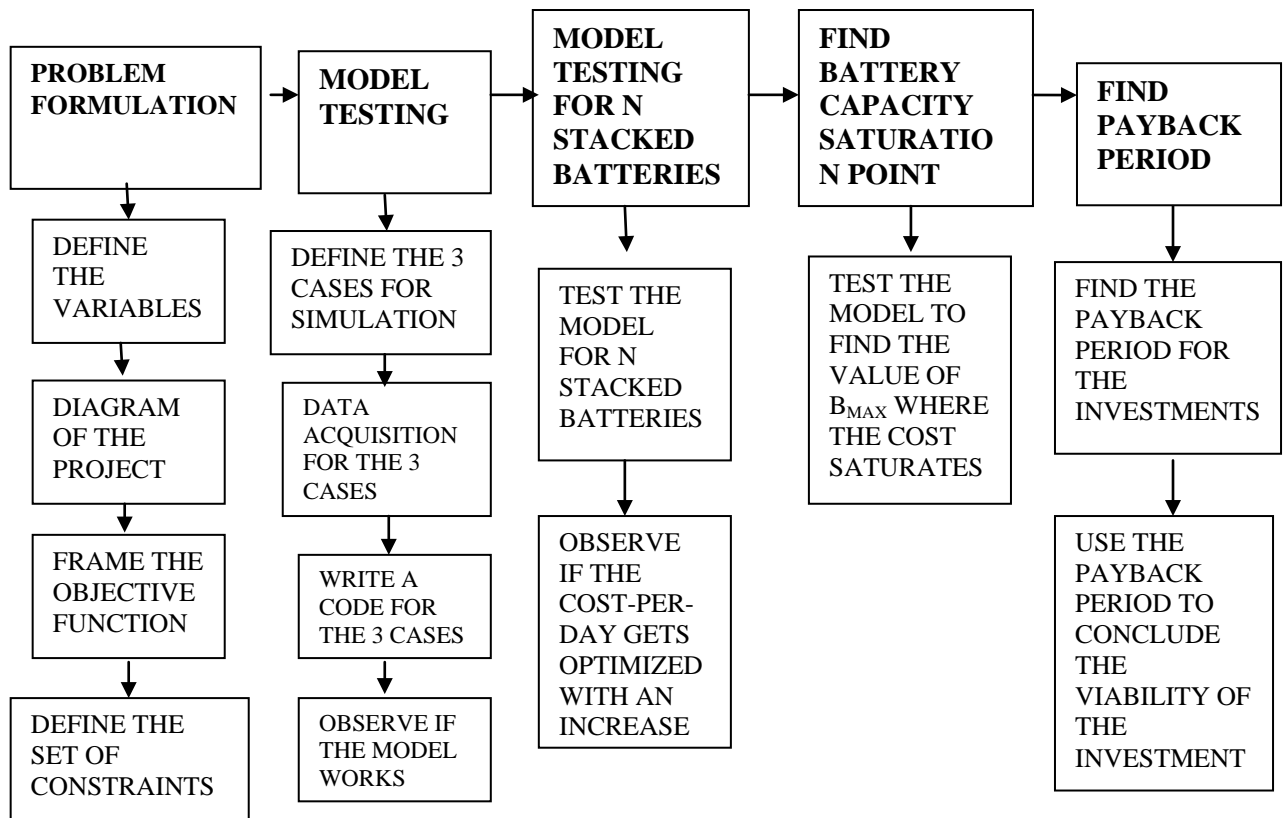 PROBLEM
FORMULATION
DEFINE
THE
VARIABLES
DIAGRAM
OF THE
PROJECT
FRAME THE
OBJECTIVE
FUNCTION
DEFINE THE
SET OF
CONSTRAINTS
MODEL
TESTING
DEFINE THE 3
CASES FOR
SIMULATION
DATA
ACQUISITION
FOR THE 3
CASES
WRITE A
CODE FOR
THE 3 CASES
OBSERVE IF
THE MODEL
WORKS
MODEL
TESTING
FOR N
STACKED
BATTERIES
TEST THE
MODEL
FOR N
STACKED
BATTERIES
OBSERVE
IF THE
COST-PER-
DAY GETS
OPTIMIZED
WITH AN
INCREASE
FIND
BATTERY
CAPACITY
SATURATIO
N POINT
TEST THE
MODEL TO
FIND THE
VALUE OF
BMAX WHERE
THE COST
SATURATES
FIND
PAYBACK
PERIOD
FIND THE
PAYBACK
PERIOD FOR
THE
INVESTMENTS
USE THE
PAYBACK
PERIOD TO
CONCLUDE
THE
VIABILITY OF
THE
INVESTMENT